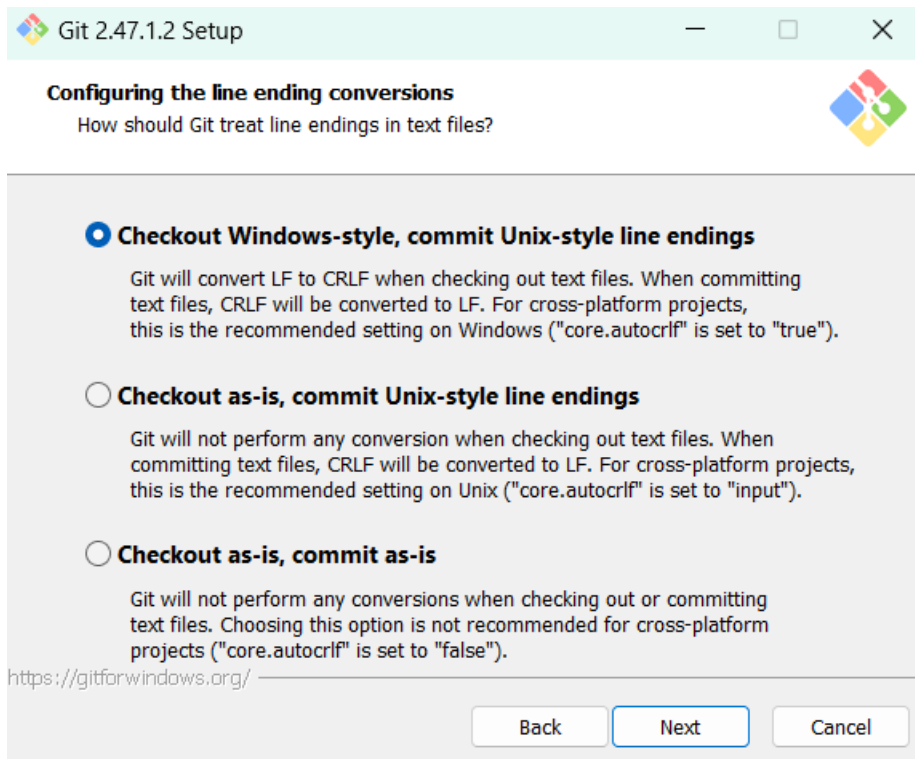 Git 2.47.1.2 Setup
Configuring the line ending conversions
How should Git treat line endings in text files?
Checkout Windows-style, commit Unix-style line endings
Git will convert LF to CRLF when checking out text files. When committing
text files, CRLF will be converted to LF. For cross-platform projects,
this is the recommended setting on Windows ("core.autocrlf" is set to "true").
Checkout as-is, commit Unix-style line endings
Git will not perform any conversion when checking out text files. When
committing text files, CRLF will be converted to LF. For cross-platform projects,
this is the recommended setting on Unix ("core.autocrlf" is set to "input").
Checkout as-is, commit as-is
Git will not perform any conversions when checking out or committing
text files. Choosing this option is not recommended for cross-platform
projects ("core.autocrlf" is set to "false").
https://gitforwindows.org/
Back Next Cancel